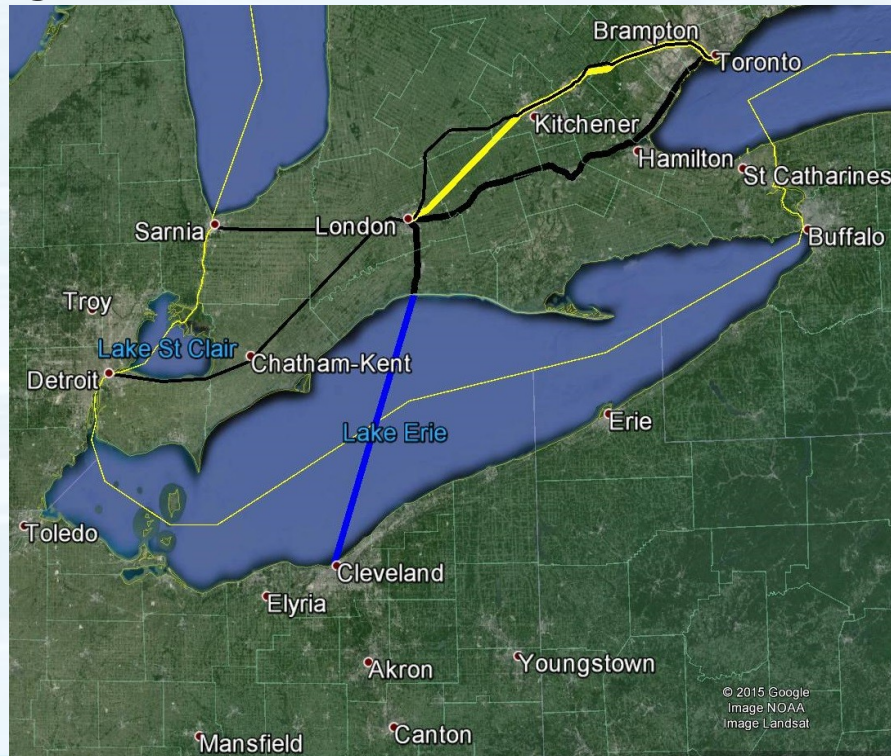 Brampton
Toronto
Kitchener
Hamilton
St Catharines
London
Sarnia
Buffalo
Troy
Lake St Clair
Chatham-Kent
Detroit
Erie
Lake Erie
Toledo
Cleveland
Elyria
Akron
Youngstown
© 2015 Google
Image NOAA
Image Landsat
Canton
Mansfield